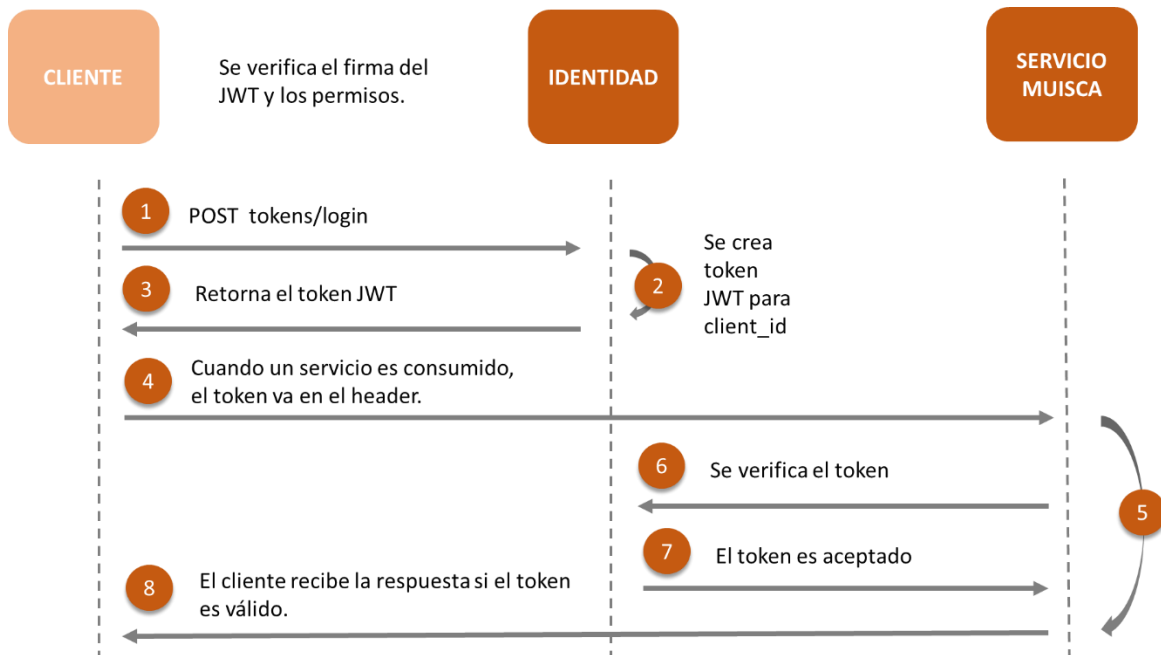 CLIENTE
Se verifica el firma del
JWT y los permisos.
IDENTIDAD
SERVICIO
MUISCA
1
POST tokens/login
2
Se crea
token
JWT para
client_id
3
Retorna el token JWT
4
Cuando un servicio es consumido,
el token va en el header.
5
6
Se verifica el token
7
El token es aceptado
8
El cliente recibe la respuesta si el token
es válido.